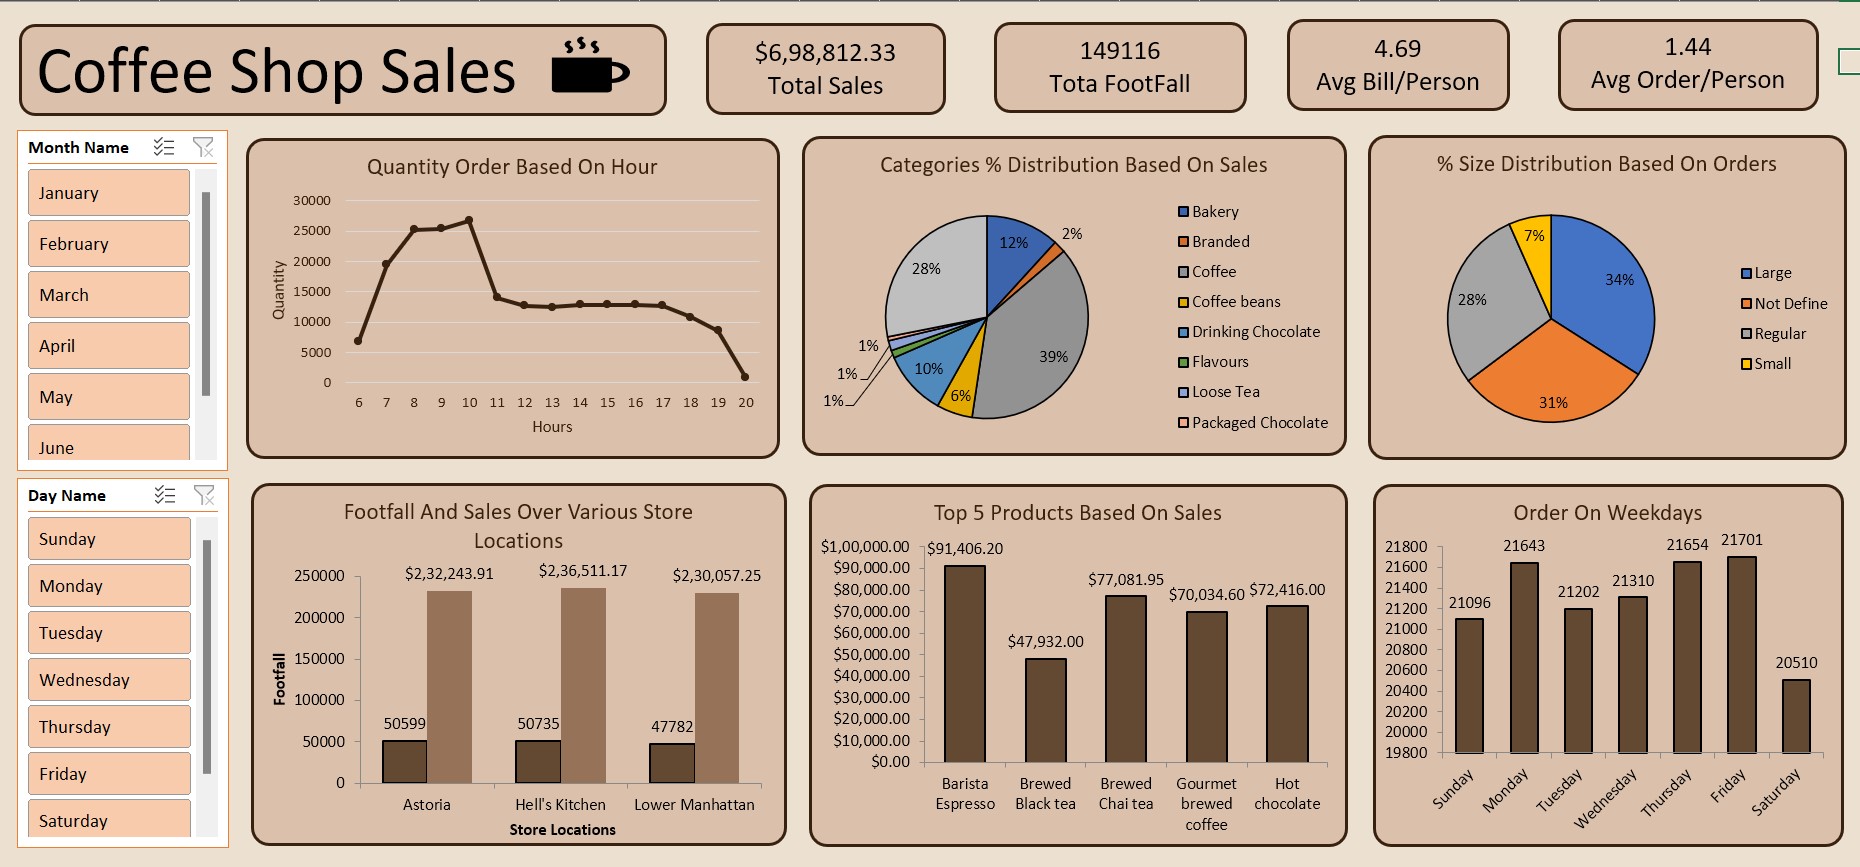 Coffee Shop Sales
$6,98,812.33
Total Sales
149116
Tota FootFall
4.69
Avg Bill/Person
1.44
Avg Order/Person
Month Name
January
February
March
April
May
June
Quantity Order Based On Hour
Quantity
30000
25000
20000
15000
10000
5000
0
6 7 8 9 10 11 12 13 14 15 16 17 18 19 20
Hours
Categories % Distribution Based On Sales
12%
2%
28%
39%
1%
1%
1%
10%
6%
Bakery
Branded
Coffee
Coffee beans
Drinking Chocolate
Flavours
Loose Tea
Packaged Chocolate
% Size Distribution Based On Orders
7%
34%
28%
31%
Large
Not Define
Regular
Small
Day Name
Sunday
Monday
Tuesday
Wednesday
Thursday
Friday
Saturday
Footfall And Sales Over Various Store
Locations
Footfall
250000
200000
150000
100000
50000
0
$2,32,243.91 $2,36,511.17 $2,30,057.25
50599 50735 47782
Astoria Hell's Kitchen Lower Manhattan
Store Locations
Top 5 Products Based On Sales
$1,00,000.00
$90,000.00
$80,000.00
$70,000.00
$60,000.00
$50,000.00
$40,000.00
$30,000.00
$20,000.00
$10,000.00
$0.00
$91,406.20
$47,932.00
$77,081.95
$70,034.60
$72,416.00
Barista
Espresso
Brewed
Black tea
Brewed
Chai tea
Gourmet
brewed
coffee
Hot
chocolate
Order On Weekdays
21800
21600
21400
21200
21000
20800
20600
20400
20200
20000
19800
21096
21643
21202
21310
21654
21701
20510
Sunday
Monday
Tuesday
Wednesday
Thursday
Friday
Saturday